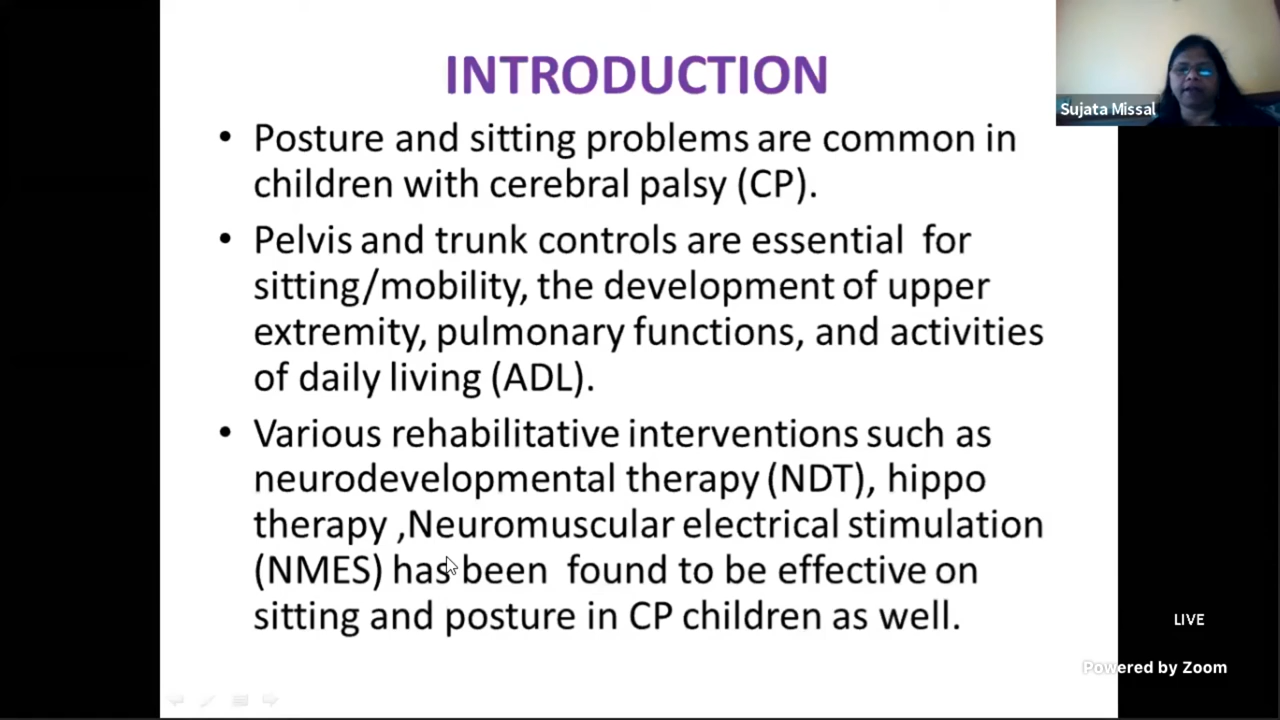 INTRODUCTION
• Posture and sitting problems are common in
children with cerebral palsy (CP).
• Pelvis and trunk controls are essential for
sitting/mobility, the development of upper
extremity, pulmonary functions, and activities
of daily living (ADL).
• Various rehabilitative interventions such as
neurodevelopmental therapy (NDT), hippo
therapy ,Neuromuscular electrical stimulation
(NMES) has been found to be effective on
sitting and posture in CP children as well.
Sujata Missal
LIVE
Powered by Zoom